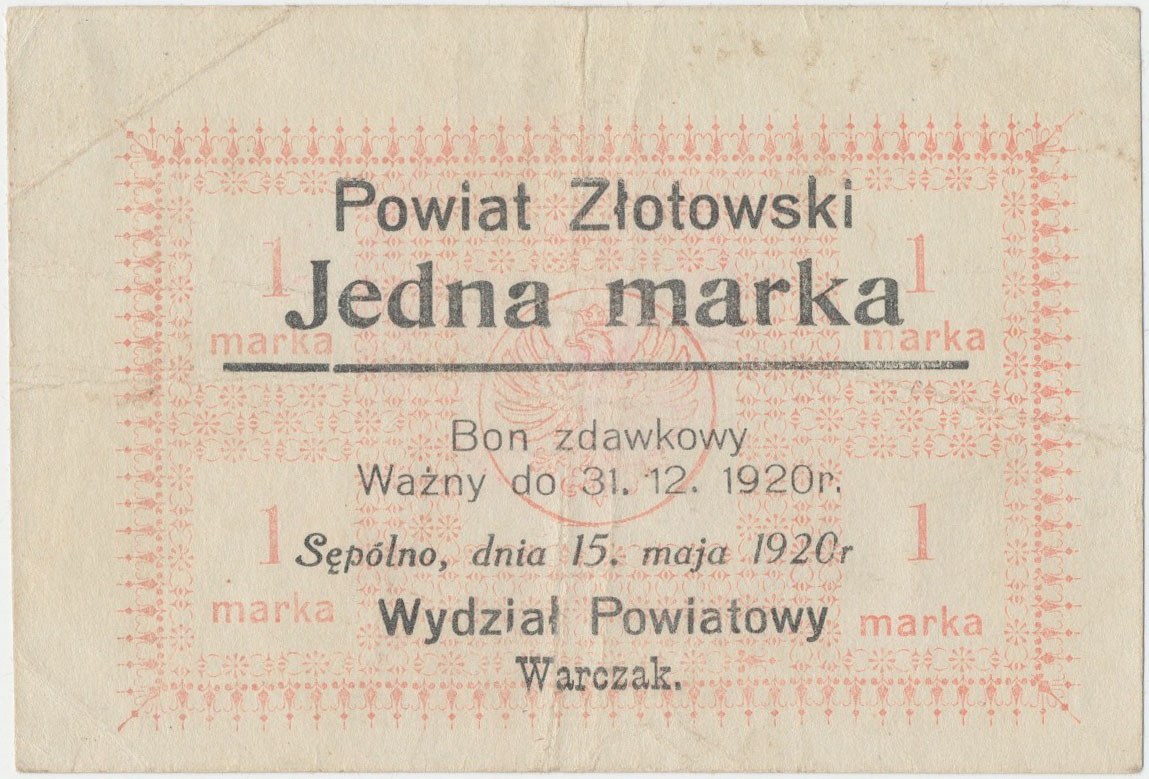 Powiat Złotowski
Jedna marka
1
marka
1
marka
Bon zdawkowy
Ważny do 31. 12. 1920r.
Sępólno, dnia 15. maja 1920r
1
marka
1
marka
Wydział Powiatowy
Warczak.